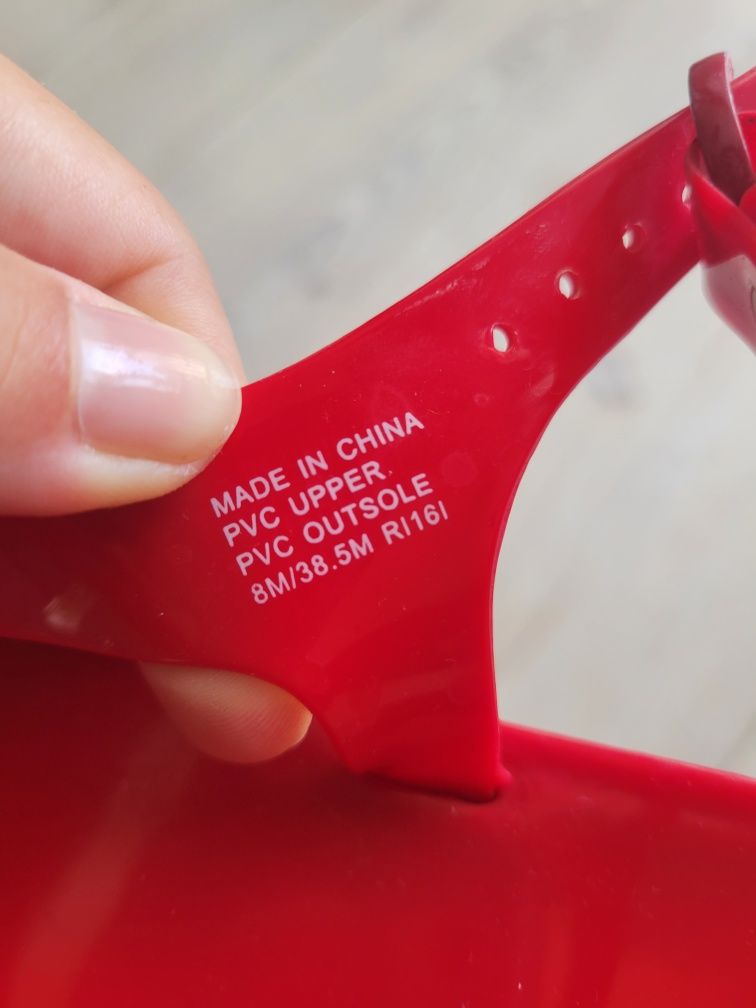 MADE IN CHINA
PVC UPPER
PVC OUTSOLE
8M/38.5M RI16I